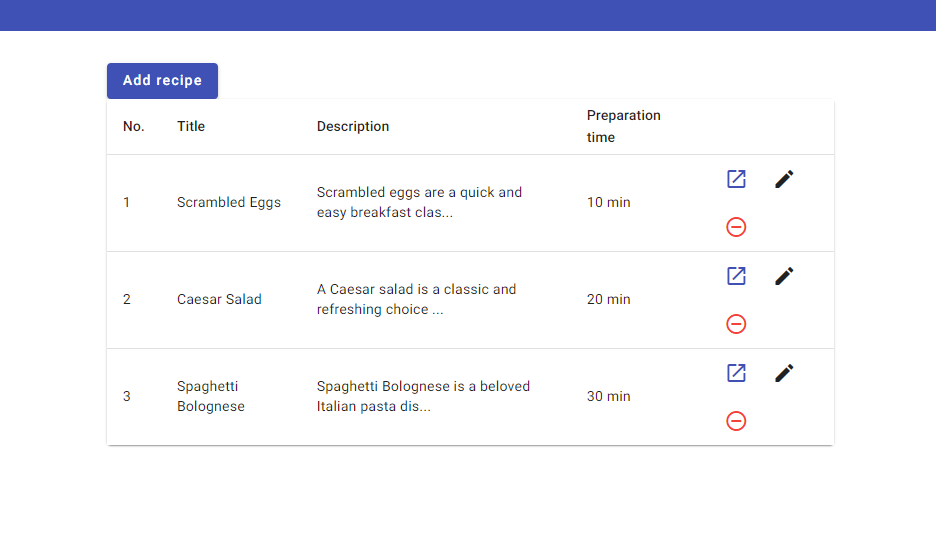 Add recipe
No. Title Description Preparation time
1 Scrambled Eggs Scrambled eggs are a quick and easy breakfast clas... 10 min
2 Caesar Salad A Caesar salad is a classic and refreshing choice ... 20 min
3 Spaghetti Bolognese Spaghetti Bolognese is a beloved Italian pasta dis... 30 min